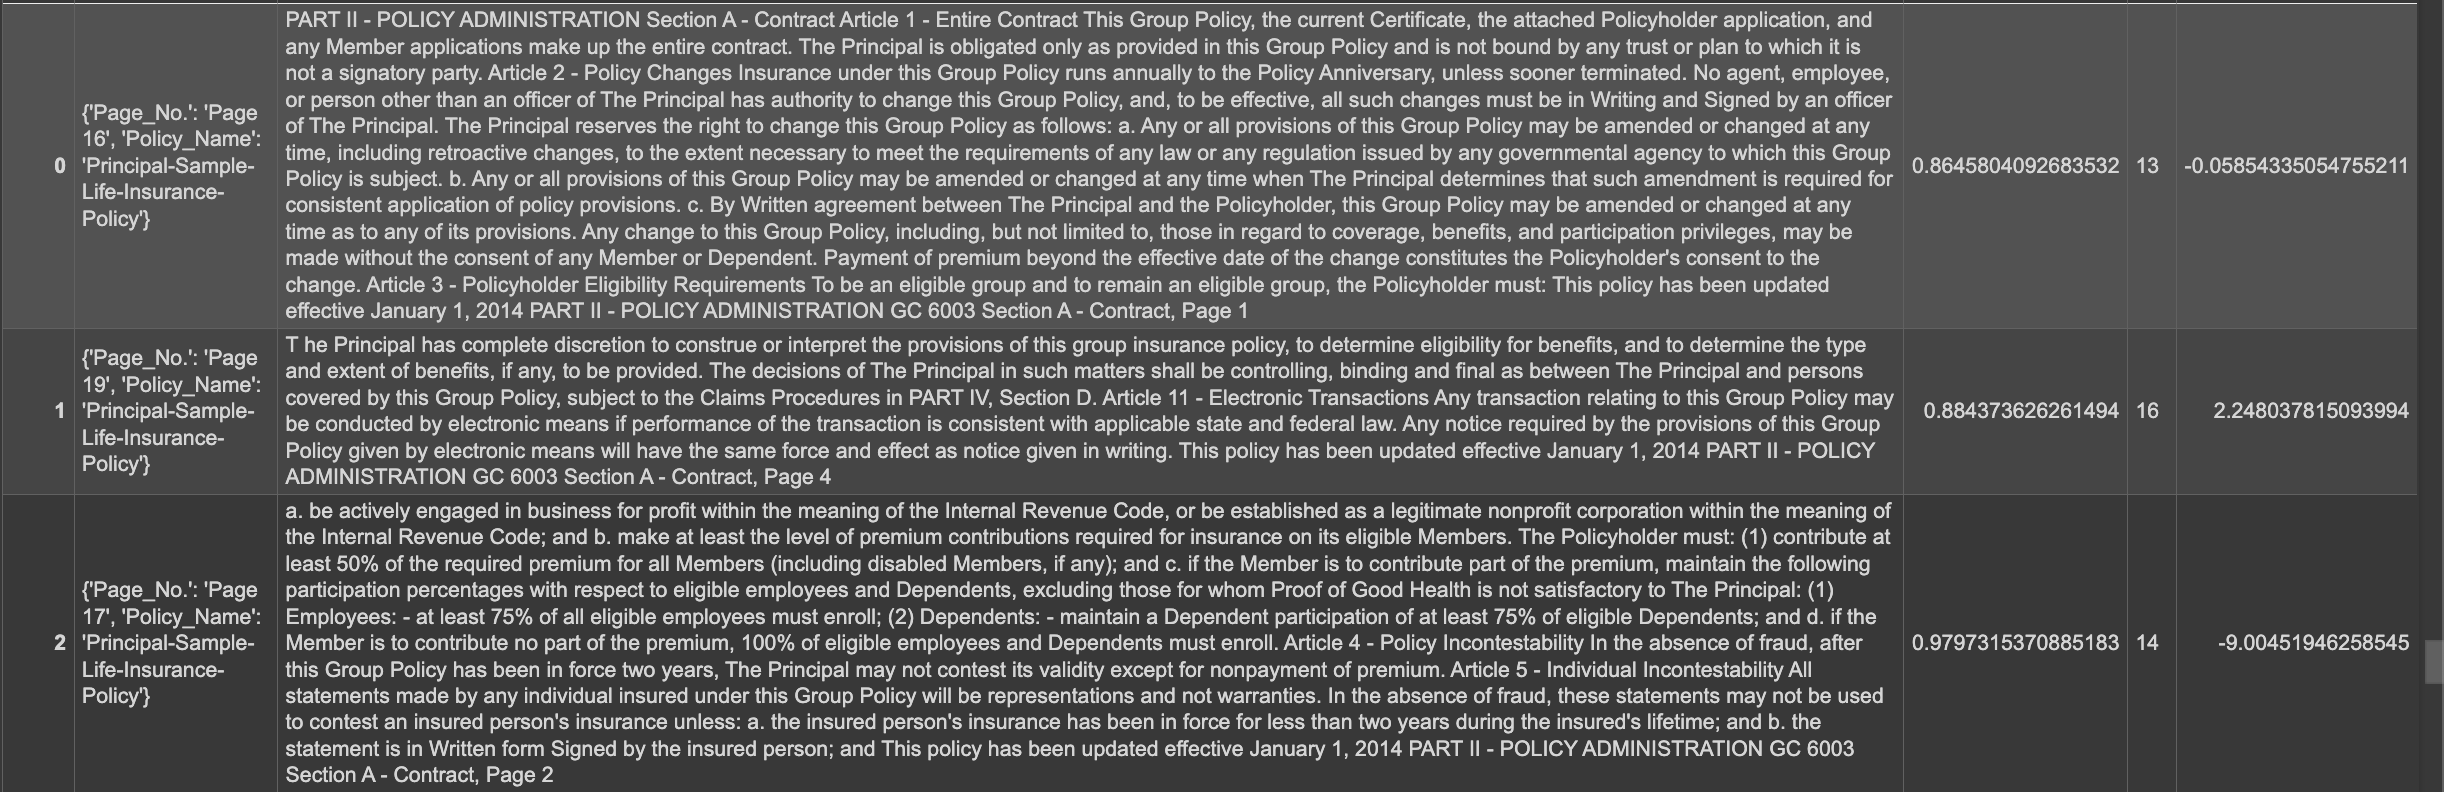 0
{'Page_No.': 'Page
16', 'Policy_Name':
'Principal-Sample-
Life-Insurance-
Policy'}
PART II - POLICY ADMINISTRATION Section A - Contract Article 1 - Entire Contract This Group Policy, the current Certificate, the attached Policyholder application, and
any Member applications make up the entire contract. The Principal is obligated only as provided in this Group Policy and is not bound by any trust or plan to which it is
not a signatory party. Article 2 - Policy Changes Insurance under this Group Policy runs annually to the Policy Anniversary, unless sooner terminated. No agent, employee,
or person other than an officer of The Principal has authority to change this Group Policy, and, to be effective, all such changes must be in Writing and Signed by an officer
of The Principal. The Principal reserves the right to change this Group Policy as follows: a. Any or all provisions of this Group Policy may be amended or changed at any
time, including retroactive changes, to the extent necessary to meet the requirements of any law or any regulation issued by any governmental agency to which this Group
Policy is subject. b. Any or all provisions of this Group Policy may be amended or changed at any time when The Principal determines that such amendment is required for
consistent application of policy provisions. c. By Written agreement between The Principal and the Policyholder, this Group Policy may be amended or changed at any
time as to any of its provisions. Any change to this Group Policy, including, but not limited to, those in regard to coverage, benefits, and participation privileges, may be
made without the consent of any Member or Dependent. Payment of premium beyond the effective date of the change constitutes the Policyholder's consent to the
change. Article 3 - Policyholder Eligibility Requirements To be an eligible group and to remain an eligible group, the Policyholder must: This policy has been updated
effective January 1, 2014 PART II - POLICY ADMINISTRATION GC 6003 Section A - Contract, Page 1
0.8645804092683532
13
-0.05854335054755211
1
{'Page_No.': 'Page
19', 'Policy_Name':
'Principal-Sample-
Life-Insurance-
Policy'}
T he Principal has complete discretion to construe or interpret the provisions of this group insurance policy, to determine eligibility for benefits, and to determine the type
and extent of benefits, if any, to be provided. The decisions of The Principal in such matters shall be controlling, binding and final as between The Principal and persons
covered by this Group Policy, subject to the Claims Procedures in PART IV, Section D. Article 11 - Electronic Transactions Any transaction relating to this Group Policy may
be conducted by electronic means if performance of the transaction is consistent with applicable state and federal law. Any notice required by the provisions of this Group
Policy given by electronic means will have the same force and effect as notice given in writing. This policy has been updated effective January 1, 2014 PART II - POLICY
ADMINISTRATION GC 6003 Section A - Contract, Page 4
0.884373626261494
16
2.248037815093994
2
{'Page_No.': 'Page
17', 'Policy_Name':
'Principal-Sample-
Life-Insurance-
Policy'}
a. be actively engaged in business for profit within the meaning of the Internal Revenue Code, or be established as a legitimate nonprofit corporation within the meaning of
the Internal Revenue Code; and b. make at least the level of premium contributions required for insurance on its eligible Members. The Policyholder must: (1) contribute at
least 50% of the required premium for all Members (including disabled Members, if any); and c. if the Member is to contribute part of the premium, maintain the following
participation percentages with respect to eligible employees and Dependents, excluding those for whom Proof of Good Health is not satisfactory to The Principal: (1)
Employees: - at least 75% of all eligible employees must enroll; (2) Dependents: - maintain a Dependent participation of at least 75% of eligible Dependents; and d. if the
Member is to contribute no part of the premium, 100% of eligible employees and Dependents must enroll. Article 4 - Policy Incontestability In the absence of fraud, after
this Group Policy has been in force two years, The Principal may not contest its validity except for nonpayment of premium. Article 5 - Individual Incontestability All
statements made by any individual insured under this Group Policy will be representations and not warranties. In the absence of fraud, these statements may not be used
to contest an insured person's insurance unless: a. the insured person's insurance has been in force for less than two years during the insured's lifetime; and b. the
statement is in Written form Signed by the insured person; and This policy has been updated effective January 1, 2014 PART II - POLICY ADMINISTRATION GC 6003
Section A - Contract, Page 2
0.9797315370885183
14
-9.00451946258545